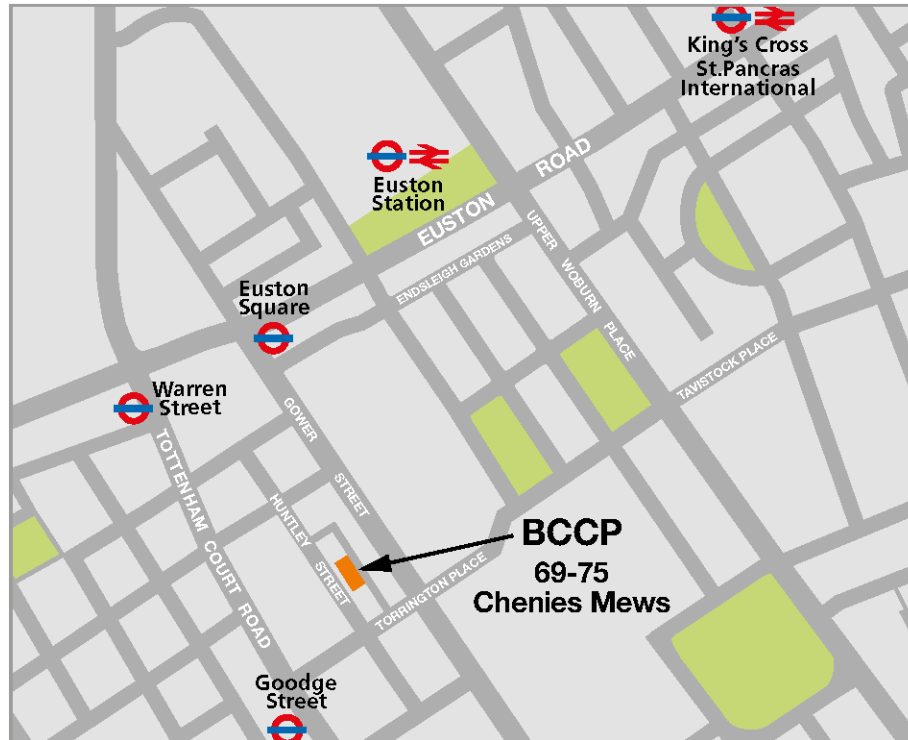 King's Cross
St.Pancras
International
Euston
Station
EUSTON ROAD
UPPER WOBURN PLACE
ENDSLEIGH GARDENS
Euston
Square
Warren
Street
TAVISTOCK PLACE
GOWER STREET
TOTTENHAM COURT ROAD
HUNTLEY STREET
BCCP
69-75
Chenies Mews
TORRINGTON PLACE
Goodge
Street